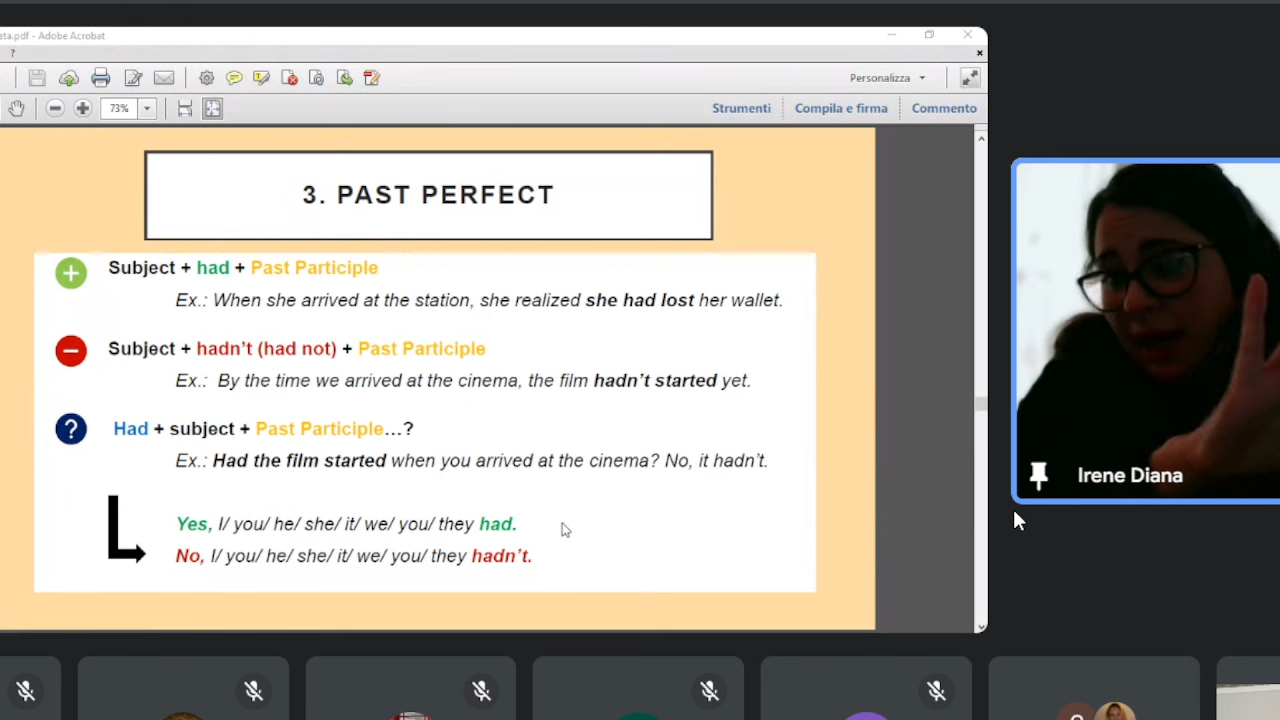 eta.pdf - Adobe Acrobat
?
73%
Personalizza
Strumenti
Compila e firma
Commento
3. PAST PERFECT
Subject + had + Past Participle
Ex.: When she arrived at the station, she realized she had lost her wallet.
Subject + hadn't (had not) + Past Participle
Ex.: By the time we arrived at the cinema, the film hadn't started yet.
?
Had + subject + Past Participle...?
Ex.: Had the film started when you arrived at the cinema? No, it hadn't.
Yes, I/ you/ he/ she/ it/ we/ you/ they had.
No, I/ you/ he/ she/ it/ we/ you/ they hadn't.
Irene Diana